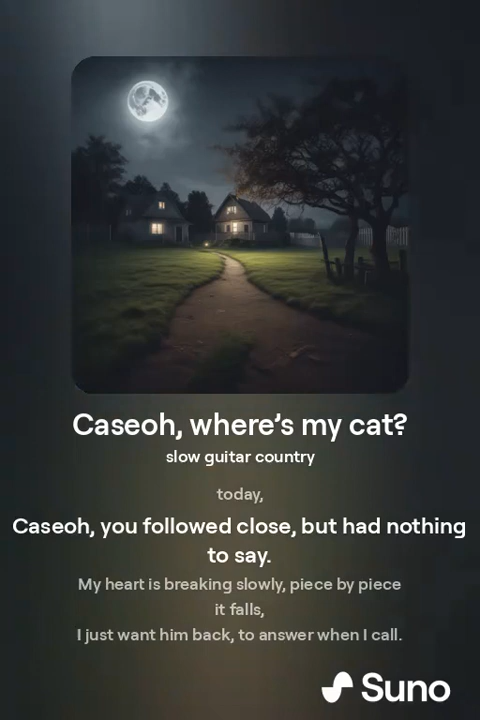 Caseoh, where's my cat?
slow guitar country
today,
Caseoh, you followed close, but had nothing
to say.
My heart is breaking slowly, piece by piece
it falls,
I just want him back, to answer when I call.
Suno